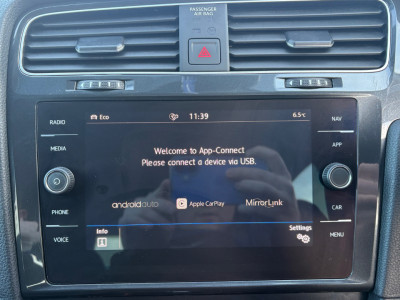 PASSENGER
AIR BAG
RADIO
MEDIA
PHONE
VOICE
Eco
11:39
6.5°C
Welcome to App-Connect
Please connect a device via USB.
androidauto
Apple CarPlay
MirrorLink
Info
Settings
NAV
APP
CAR
MENU